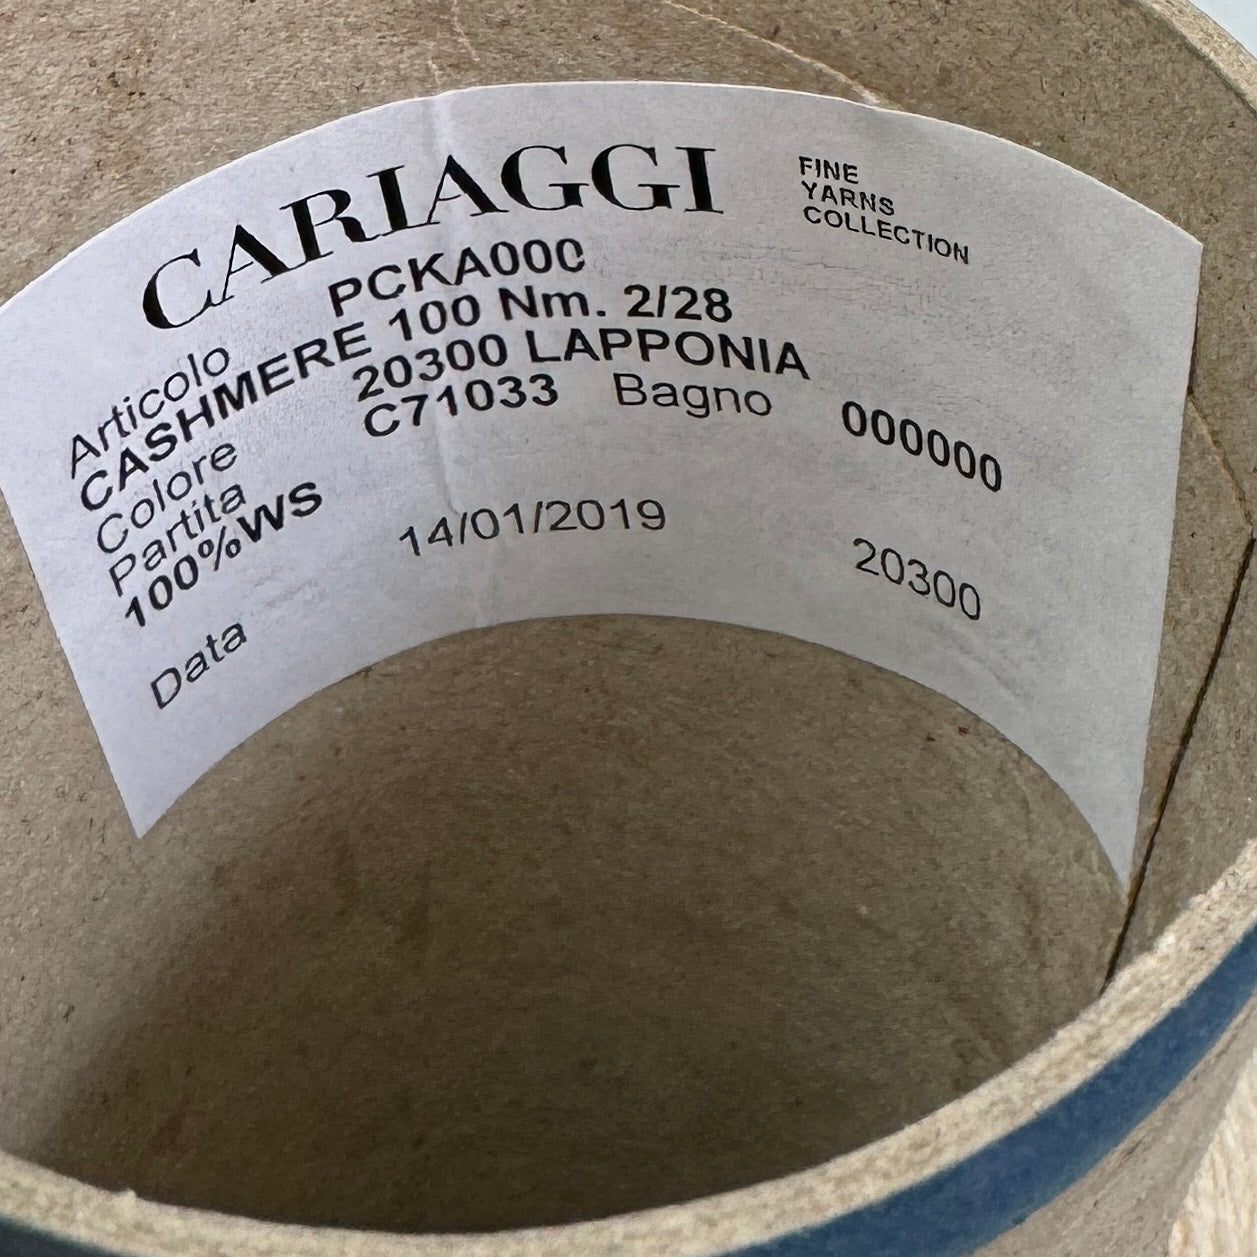 CARIAGGI
FINE
YARNS
COLLECTION
Articolo PCKA000
CASHMERE 100 Nm. 2/28
Colore 20300 LAPPONIA
Partita C71033 Bagno 000000
100%WS
Data 14/01/2019 20300